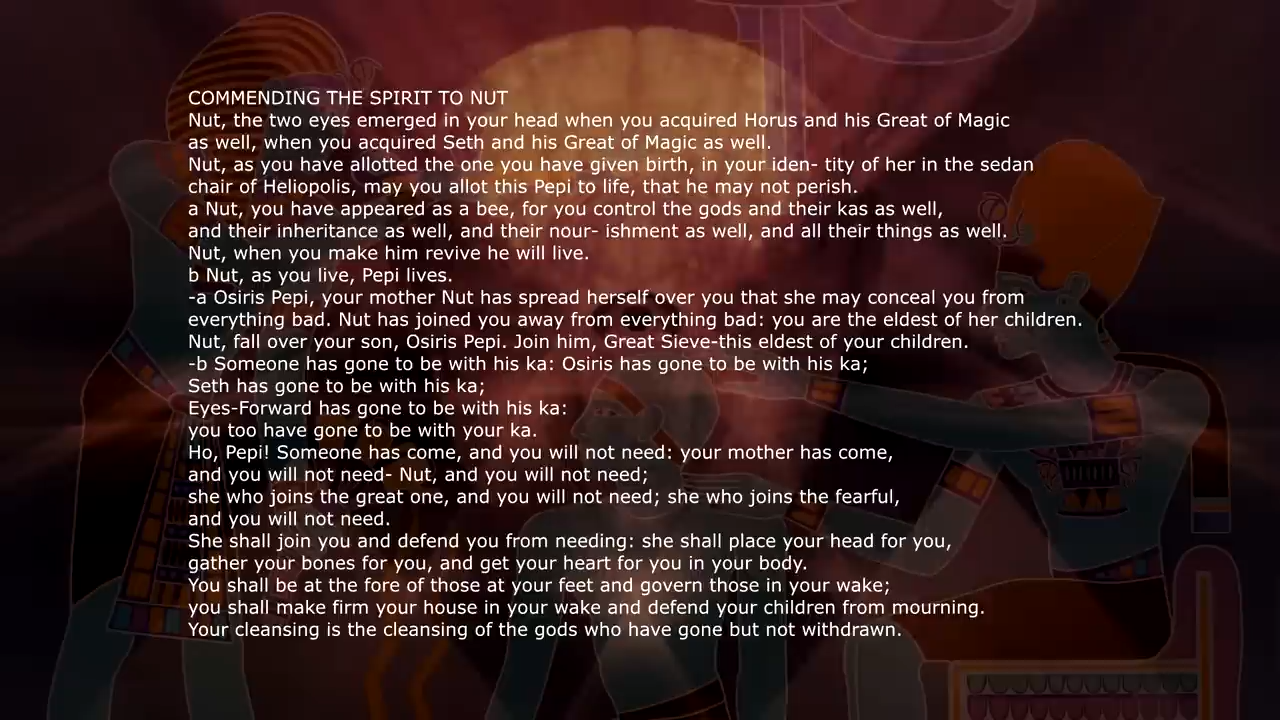 COMMENDING THE SPIRIT TO NUT
Nut, the two eyes emerged in your head when you acquired Horus and his Great of Magic
as well, when you acquired Seth and his Great of Magic as well.
Nut, as you have allotted the one you have given birth, in your iden- tity of her in the sedan
chair of Heliopolis, may you allot this Pepi to life, that he may not perish.
a Nut, you have appeared as a bee, for you control the gods and their kas as well,
and their inheritance as well, and their nour- ishment as well, and all their things as well.
Nut, when you make him revive he will live.
b Nut, as you live, Pepi lives.
-a Osiris Pepi, your mother Nut has spread herself over you that she may conceal you from
everything bad. Nut has joined you away from everything bad: you are the eldest of her children.
Nut, fall over your son, Osiris Pepi. Join him, Great Sieve-this eldest of your children.
-b Someone has gone to be with his ka: Osiris has gone to be with his ka;
Seth has gone to be with his ka;
Eyes-Forward has gone to be with his ka:
you too have gone to be with your ka.
Ho, Pepi! Someone has come, and you will not need: your mother has come,
and you will not need- Nut, and you will not need;
she who joins the great one, and you will not need; she who joins the fearful,
and you will not need.
She shall join you and defend you from needing: she shall place your head for you,
gather your bones for you, and get your heart for you in your body.
You shall be at the fore of those at your feet and govern those in your wake;
you shall make firm your house in your wake and defend your children from mourning.
Your cleansing is the cleansing of the gods who have gone but not withdrawn.